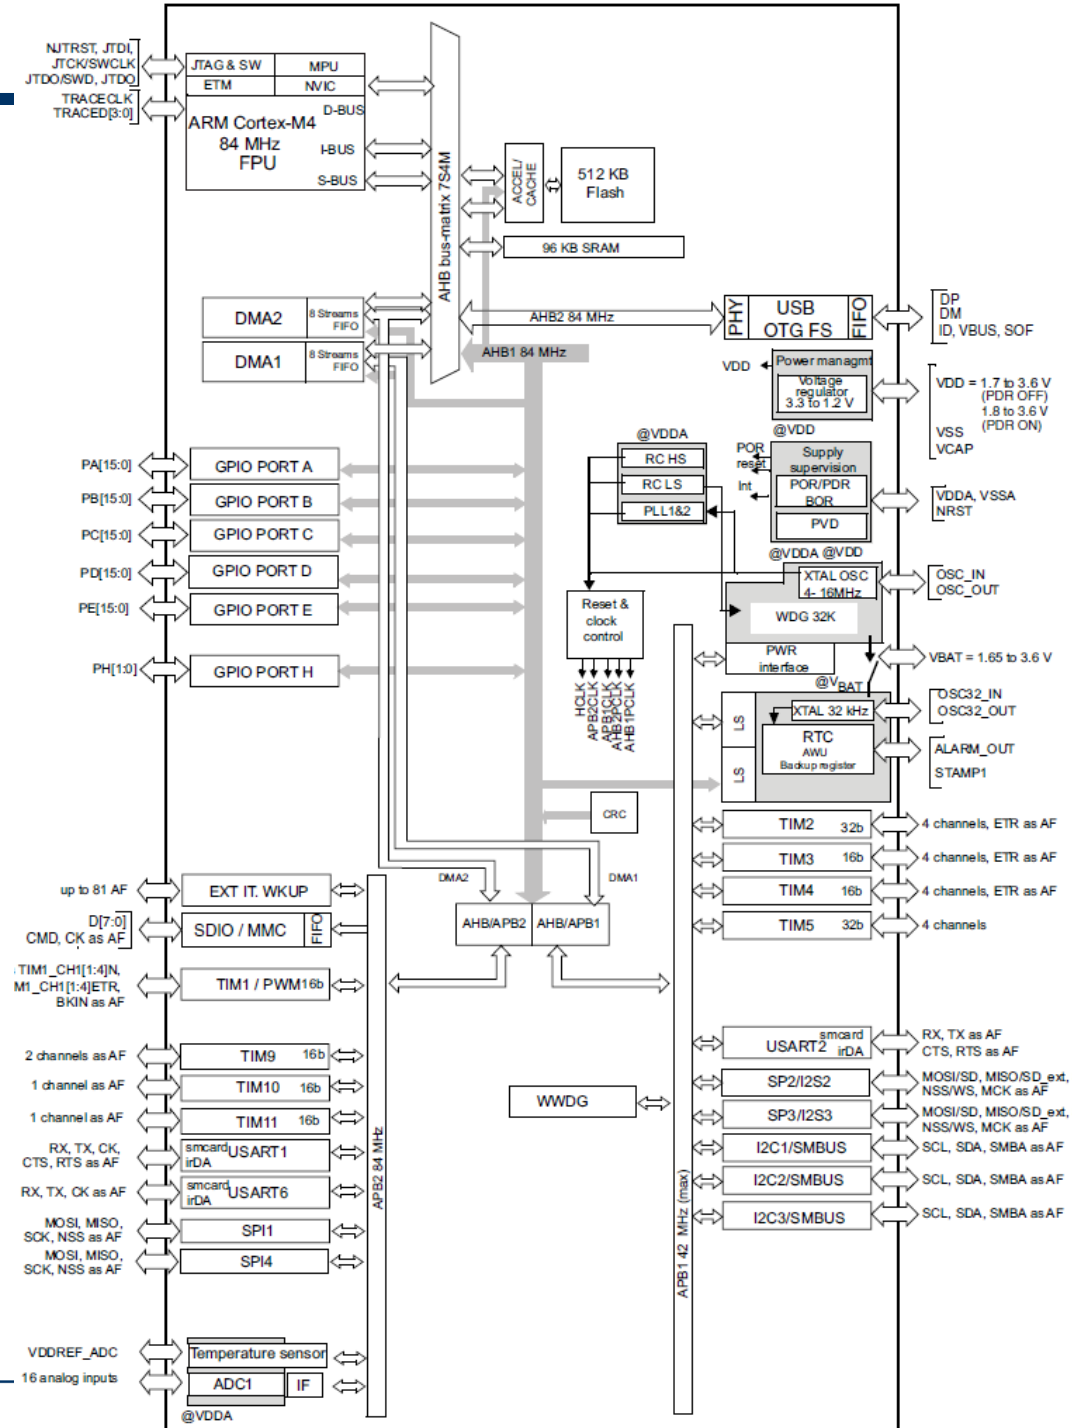 NJTRST, JTDI,
JTCK/SWCLK
JTDO/SWD, JTDO
TRACECLK
TRACED[3:0]
JTAG & SW
MPU
ETM
NVIC
D-BUS
ARM Cortex-M4
84 MHz
FPU
I-BUS
S-BUS
AHB bus-matrix 7S4M
ACCEL/
CACHE
512 KB
Flash
96 KB SRAM
DMA2
8 Streams
FIFO
DMA1
8 Streams
FIFO
AHB2 84 MHz
AHB1 84 MHz
PHY
USB
OTG FS
FIFO
DP
DM
ID, VBUS, SOF
VDD
Power managmt
Voltage
regulator
3.3 to 1.2 V
VDD = 1.7 to 3.6 V
(PDR OFF)
1.8 to 3.6 V
(PDR ON)
VSS
VCAP
@VDD
@VDDA
RC HS
RC LS
PLL1&2
POR
reset
Int
Supply
supervision
POR/PDR
BOR
PVD
VDDA, VSSA
NRST
@VDDA @VDD
PA[15:0]
GPIO PORT A
PB[15:0]
GPIO PORT B
PC[15:0]
GPIO PORT C
PD[15:0]
GPIO PORT D
PE[15:0]
GPIO PORT E
PH[1:0]
GPIO PORT H
XTAL OSC
4- 16MHz
OSC_IN
OSC_OUT
WDG 32K
Reset &
clock
control
HCLK
APB2CLK
APB1CLK
AHB2PCLK
AHB1PCLK
PWR
interface
VBAT = 1.65 to 3.6 V
@VBAT
LS
LS
XTAL 32 kHz
OSC32_IN
OSC32_OUT
RTC
AWU
Backup register
ALARM_OUT
STAMP1
CRC
TIM2 32b
4 channels, ETR as AF
TIM3 16b
4 channels, ETR as AF
TIM4 16b
4 channels, ETR as AF
TIM5 32b
4 channels
DMA2
DMA1
AHB/APB2
AHB/APB1
up to 81 AF
EXT IT. WKUP
D[7:0]
CMD, CK as AF
SDIO / MMC
FIFO
TIM1_CH1[1:4]N,
M1_CH1[1:4]ETR,
BKIN as AF
TIM1 / PWM 16b
2 channels as AF
TIM9 16b
1 channel as AF
TIM10 16b
1 channel as AF
TIM11 16b
RX, TX, CK,
CTS, RTS as AF
smcard
irDA
USART1
RX, TX, CK as AF
smcard
irDA
USART6
MOSI, MISO,
SCK, NSS as AF
SPI1
MOSI, MISO,
SCK, NSS as AF
SPI4
APB2 84 MHz
WWDG
APB1 42 MHz (max)
USART2
smcard
irDA
RX, TX as AF
CTS, RTS as AF
SP2/I2S2
MOSI/SD, MISO/SD_ext,
NSS/WS, MCK as AF
SP3/I2S3
MOSI/SD, MISO/SD_ext,
NSS/WS, MCK as AF
I2C1/SMBUS
SCL, SDA, SMBA as AF
I2C2/SMBUS
SCL, SDA, SMBA as AF
I2C3/SMBUS
SCL, SDA, SMBA as AF
VDDREF_ADC
Temperature sensor
16 analog inputs
ADC1
IF
@VDDA